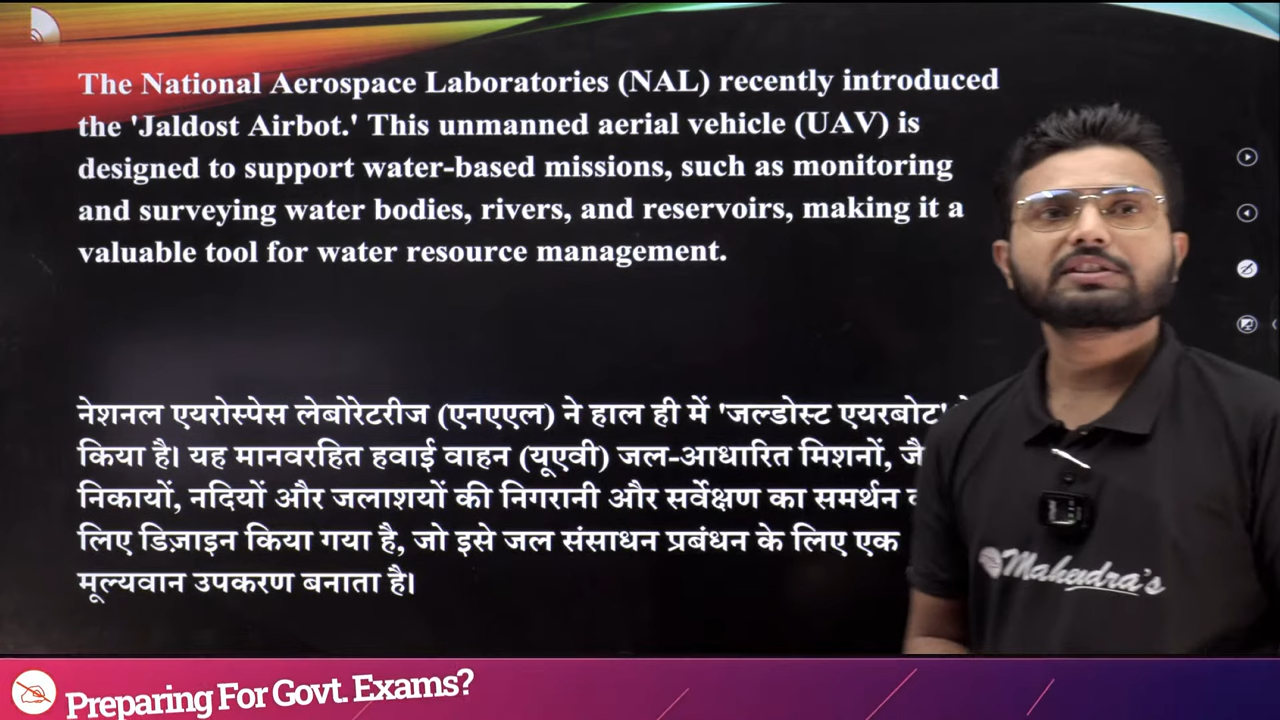 The National Aerospace Laboratories (NAL) recently introduced
the 'Jaldost Airbot.' This unmanned aerial vehicle (UAV) is
designed to support water-based missions, such as monitoring
and surveying water bodies, rivers, and reservoirs, making it a
valuable tool for water resource management.
नेशनल एयरोस्पेस लेबोरेटरीज (एनएएल) ने हाल ही में 'जल्डोस्ट एयरबोट'
किया है। यह मानवरहित हवाई वाहन (यूएवी) जल-आधारित मिशनों,
निकायों, नदियों और जलाशयों की निगरानी और सर्वेक्षण का समर्थन
लिए डिज़ाइन किया गया है, जो इसे जल संसाधन प्रबंधन के लिए एक
मूल्यवान उपकरण बनाता है।
Mahendra's
Preparing For Govt. Exams?